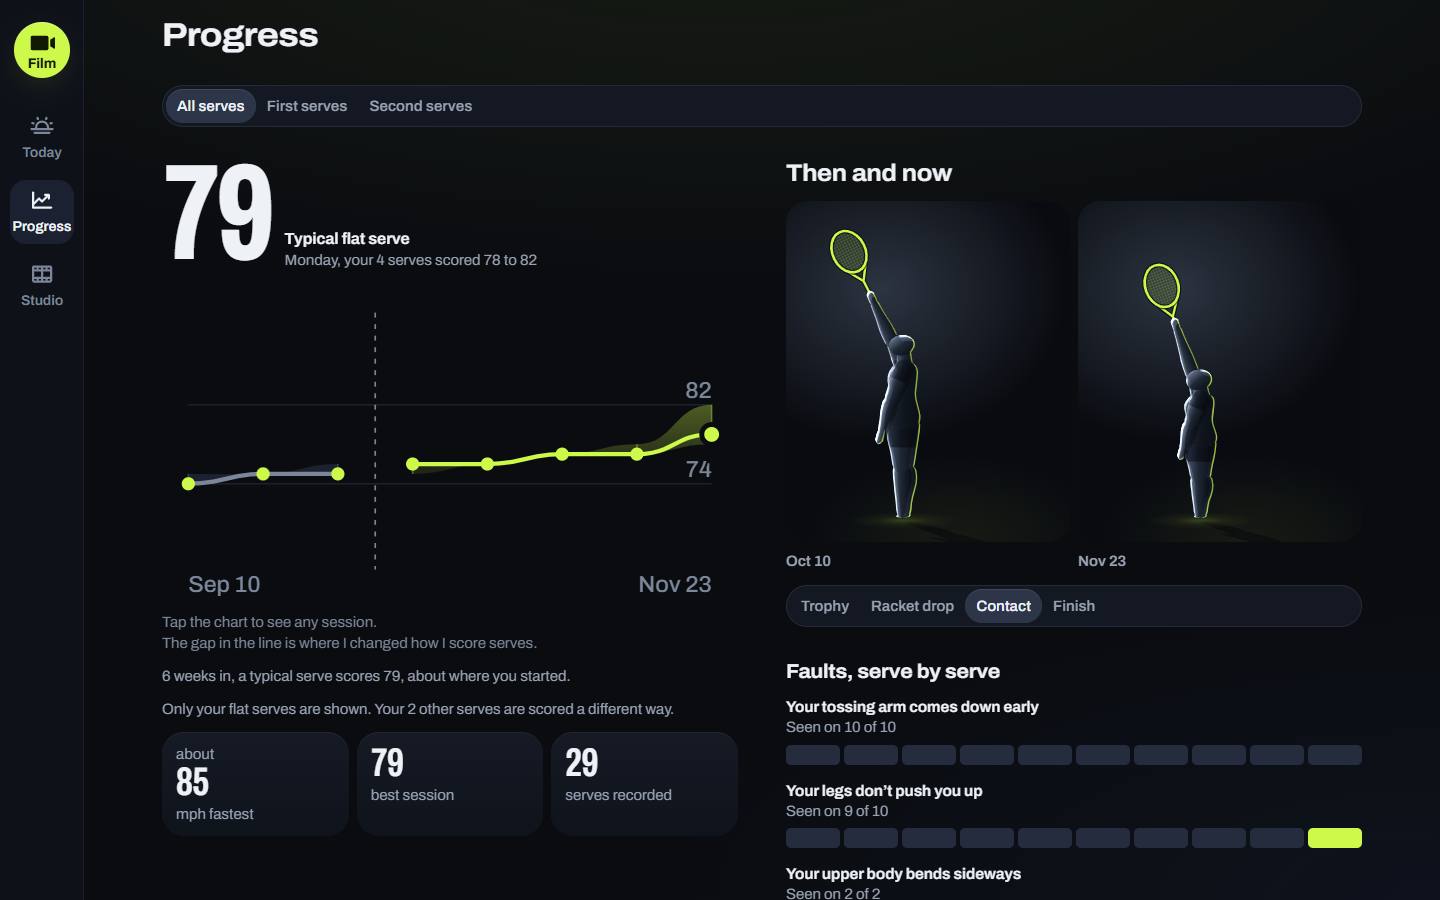 Film
Today
Progress
Studio
Progress
All serves
First serves
Second serves
79
Typical flat serve
Monday, your 4 serves scored 78 to 82
82
74
Sep 10
Nov 23
Tap the chart to see any session.
The gap in the line is where I changed how I score serves.
6 weeks in, a typical serve scores 79, about where you started.
Only your flat serves are shown. Your 2 other serves are scored a different way.
about
85
mph fastest
79
best session
29
serves recorded
Then and now
Oct 10
Nov 23
Trophy
Racket drop
Contact
Finish
Faults, serve by serve
Your tossing arm comes down early
Seen on 10 of 10
Your legs don’t push you up
Seen on 9 of 10
Your upper body bends sideways
Seen on 2 of 2